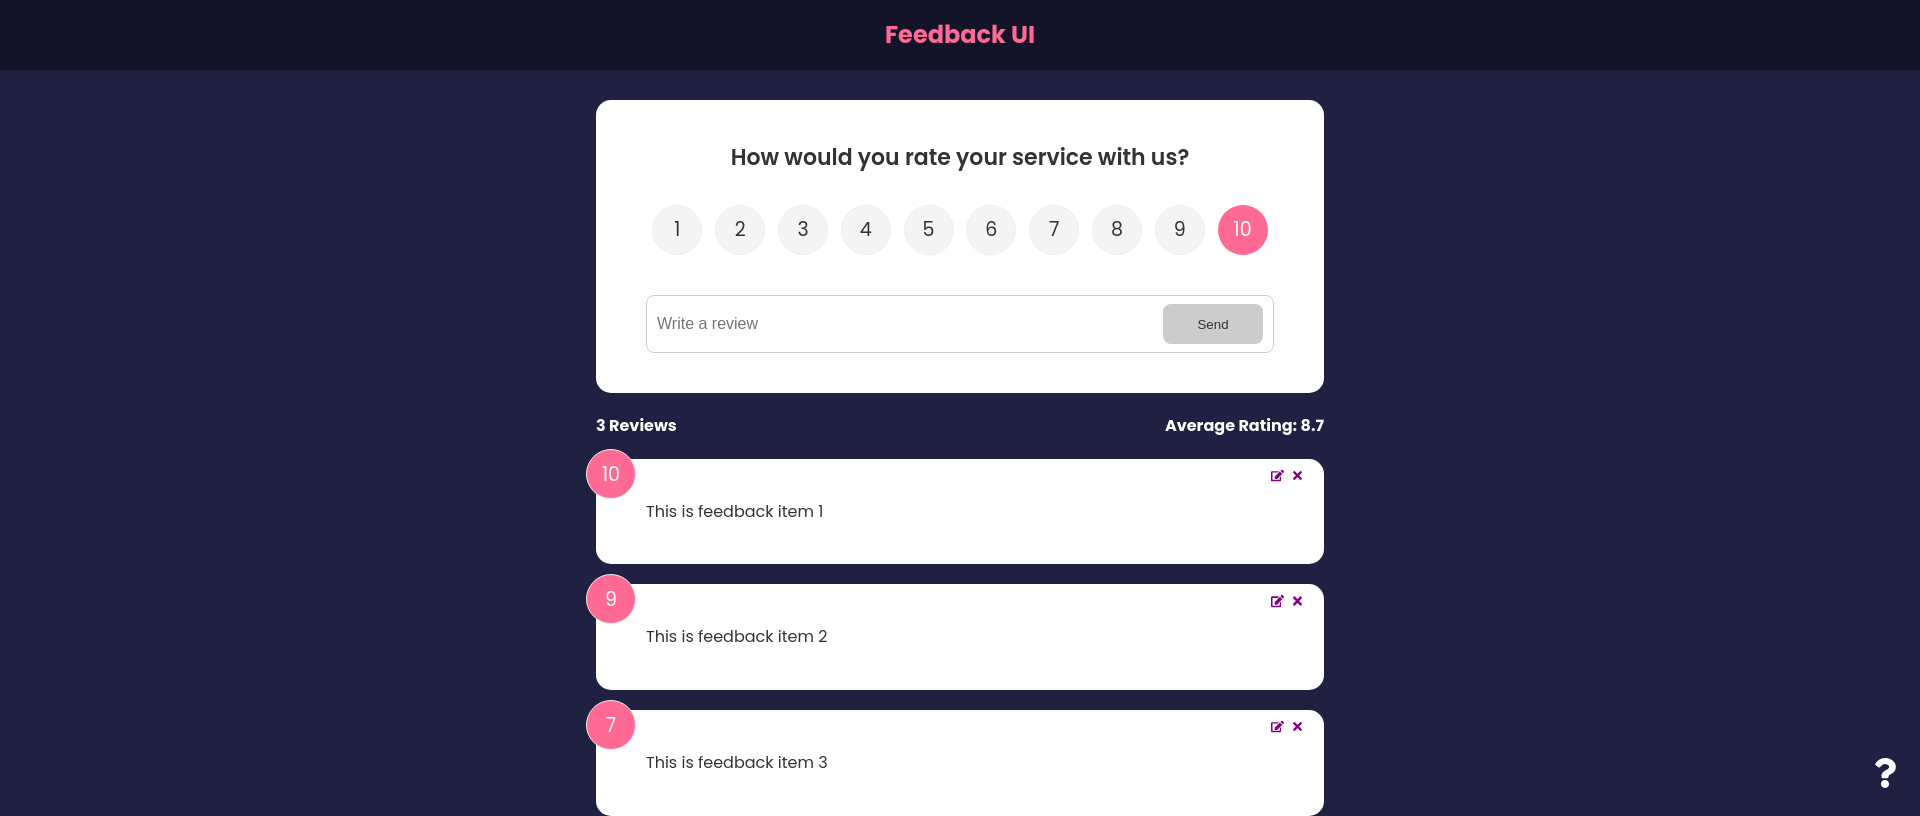 Feedback UI
How would you rate your service with us?
1 2 3 4 5 6 7 8 9 10
Write a review Send
3 Reviews Average Rating: 8.7
10
This is feedback item 1
9
This is feedback item 2
7
This is feedback item 3
?